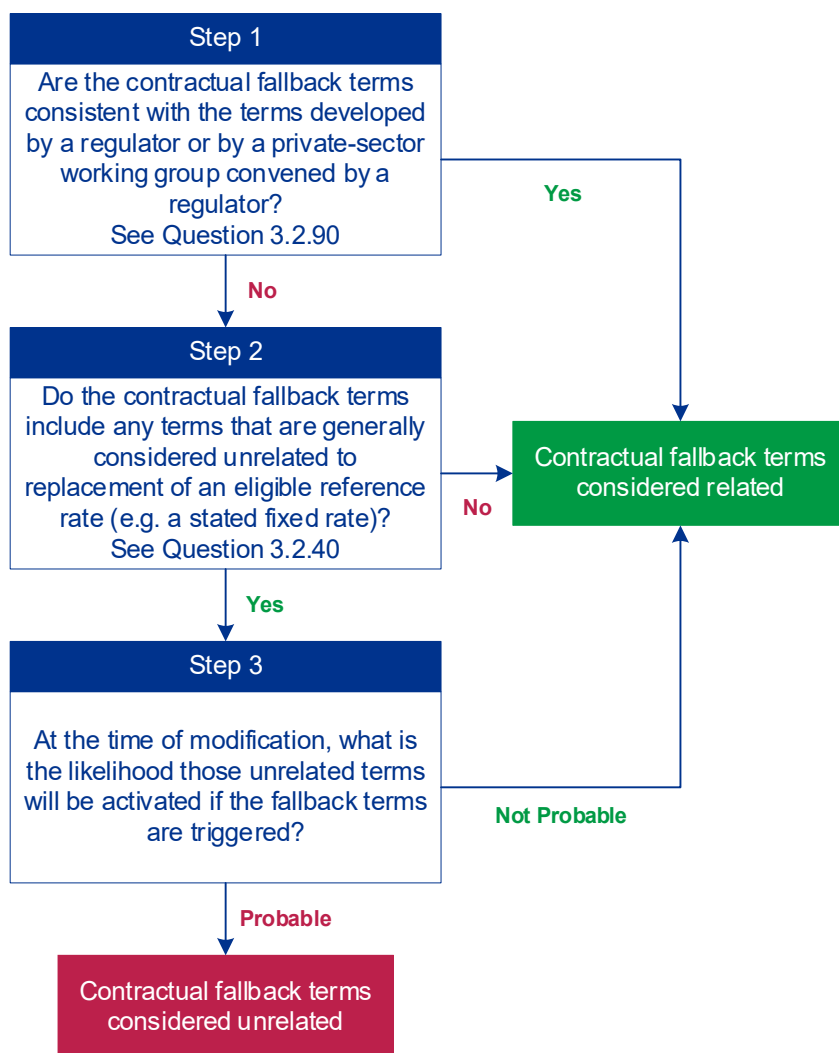 Step 1
Are the contractual fallback terms
consistent with the terms developed
by a regulator or by a private-sector
working group convened by a
regulator?
See Question 3.2.90
Yes
No
Step 2
Do the contractual fallback terms
include any terms that are generally
considered unrelated to
replacement of an eligible reference
rate (e.g. a stated fixed rate)?
See Question 3.2.40
No
Contractual fallback terms
considered related
Yes
Step 3
At the time of modification, what is
the likelihood those unrelated terms
will be activated if the fallback terms
are triggered?
Not Probable
Probable
Contractual fallback terms
considered unrelated